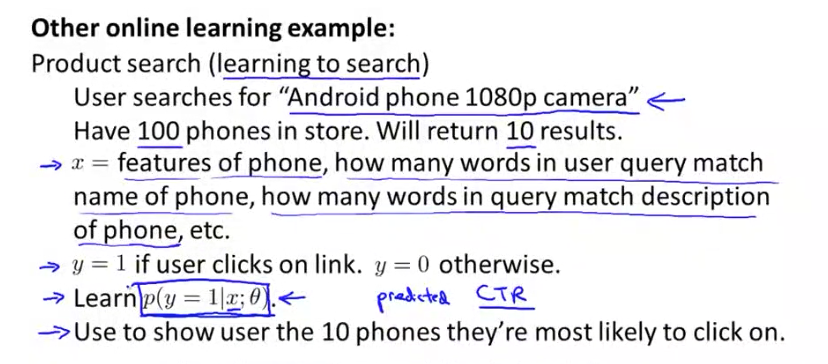 Other online learning example:
Product search (learning to search)
User searches for “Android phone 1080p camera”
Have 100 phones in store. Will return 10 results.
x = features of phone, how many words in user query match
name of phone, how many words in query match description
of phone, etc.
y = 1 if user clicks on link. y = 0 otherwise.
Learn p(y = 1|x; θ). predicted CTR
Use to show user the 10 phones they’re most likely to click on.